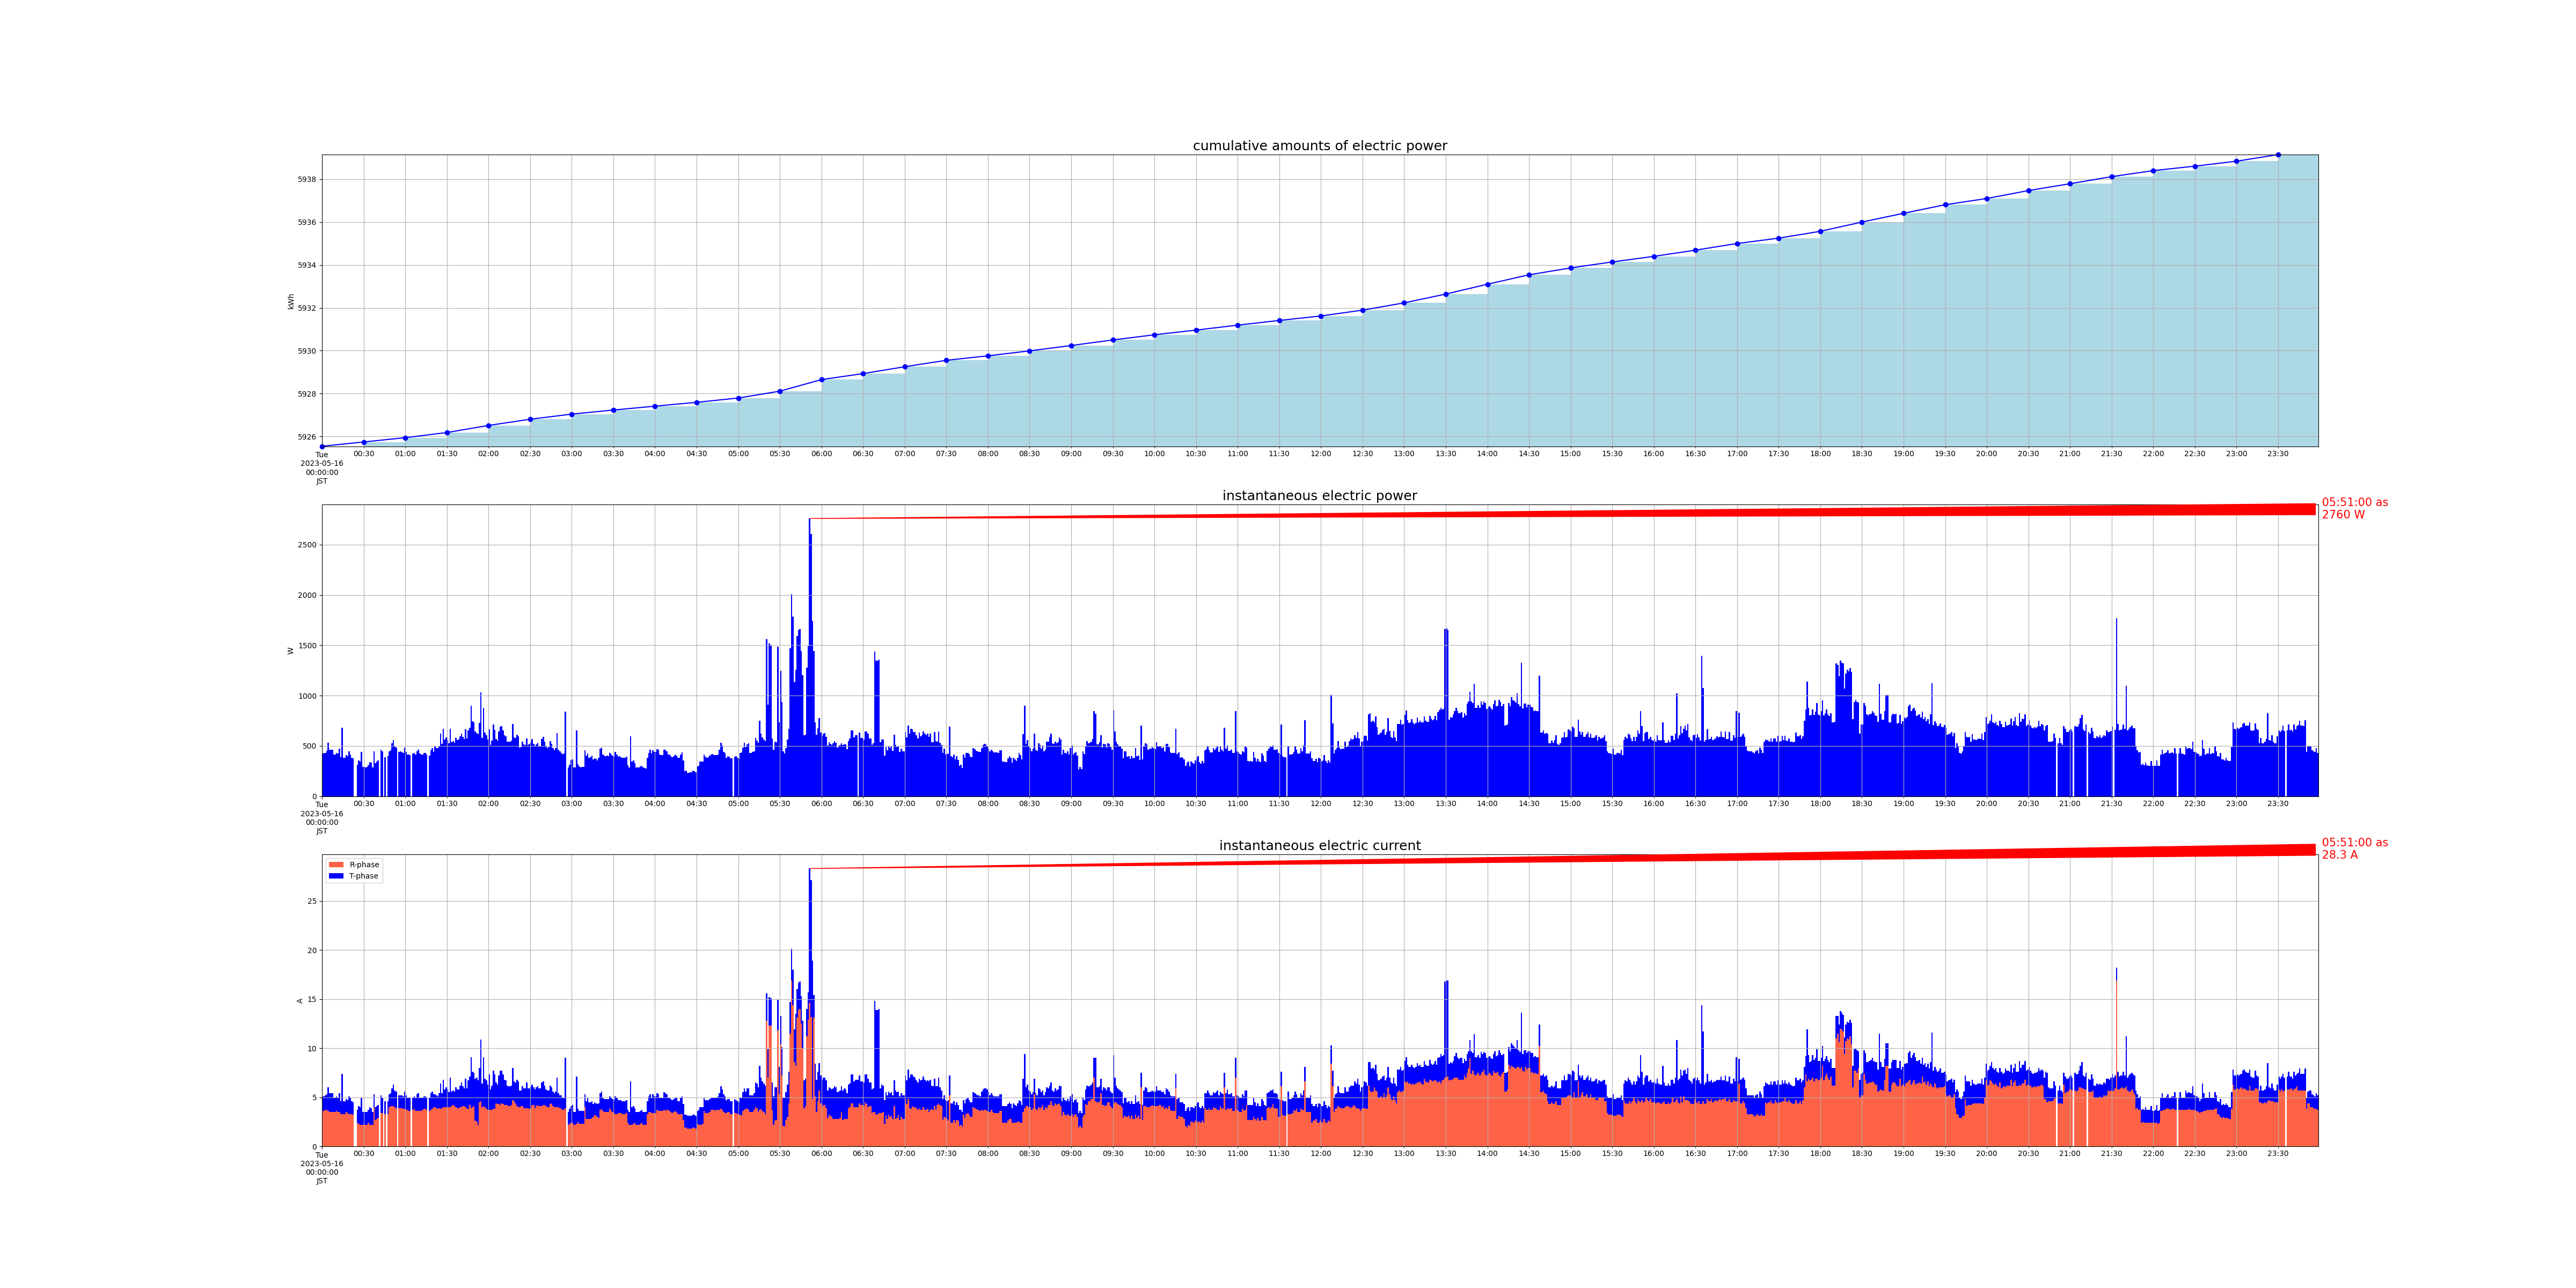 cumulative amounts of electric power
5938
5936
5934
5932
5930
5928
5926
kWh
00:30 01:00 01:30 02:00 02:30 03:00 03:30 04:00 04:30 05:00 05:30 06:00 06:30 07:00 07:30 08:00 08:30 09:00 09:30 10:00 10:30 11:00 11:30 12:00 12:30 13:00 13:30 14:00 14:30 15:00 15:30 16:00 16:30 17:00 17:30 18:00 18:30 19:00 19:30 20:00 20:30 21:00 21:30 22:00 22:30 23:00 23:30
Tue
2023-05-16
00:00:00
JST
instantaneous electric power
05:51:00 as
2760 W
2500
2000
1500
1000
500
0
W
00:30 01:00 01:30 02:00 02:30 03:00 03:30 04:00 04:30 05:00 05:30 06:00 06:30 07:00 07:30 08:00 08:30 09:00 09:30 10:00 10:30 11:00 11:30 12:00 12:30 13:00 13:30 14:00 14:30 15:00 15:30 16:00 16:30 17:00 17:30 18:00 18:30 19:00 19:30 20:00 20:30 21:00 21:30 22:00 22:30 23:00 23:30
Tue
2023-05-16
00:00:00
JST
instantaneous electric current
05:51:00 as
28.3 A
R-phase
T-phase
25
20
15
10
5
0
A
00:30 01:00 01:30 02:00 02:30 03:00 03:30 04:00 04:30 05:00 05:30 06:00 06:30 07:00 07:30 08:00 08:30 09:00 09:30 10:00 10:30 11:00 11:30 12:00 12:30 13:00 13:30 14:00 14:30 15:00 15:30 16:00 16:30 17:00 17:30 18:00 18:30 19:00 19:30 20:00 20:30 21:00 21:30 22:00 22:30 23:00 23:30
Tue
2023-05-16
00:00:00
JST